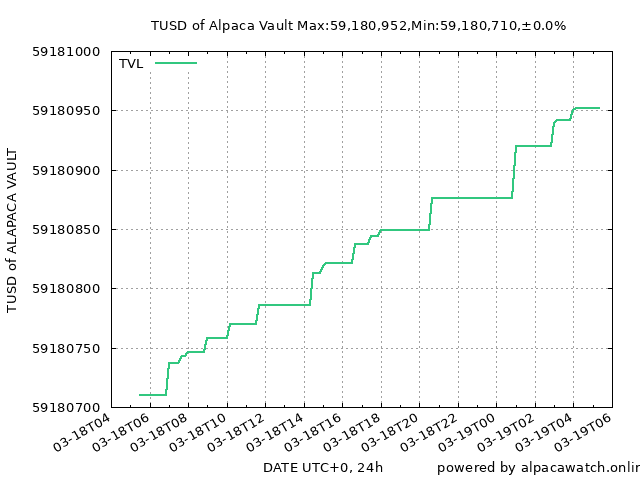 TUSD of Alpaca Vault Max:59,180,952,Min:59,180,710,±0.0%
TVL
59181000
59180950
59180900
59180850
59180800
59180750
59180700
TUSD of ALAPACA VAULT
03-18T04
03-18T06
03-18T08
03-18T10
03-18T12
03-18T14
03-18T16
03-18T18
03-18T20
03-18T22
03-19T00
03-19T02
03-19T04
03-19T06
DATE UTC+0, 24h
powered by alpacawatch.onlin